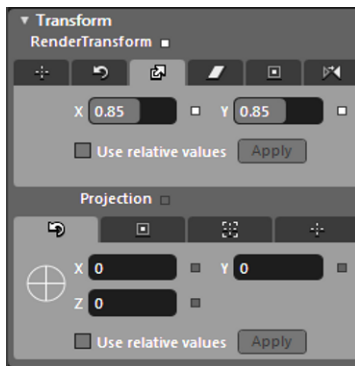 Transform
RenderTransform
X 0.85 Y 0.85
Use relative values Apply
Projection
X 0 Y 0
Z 0
Use relative values Apply